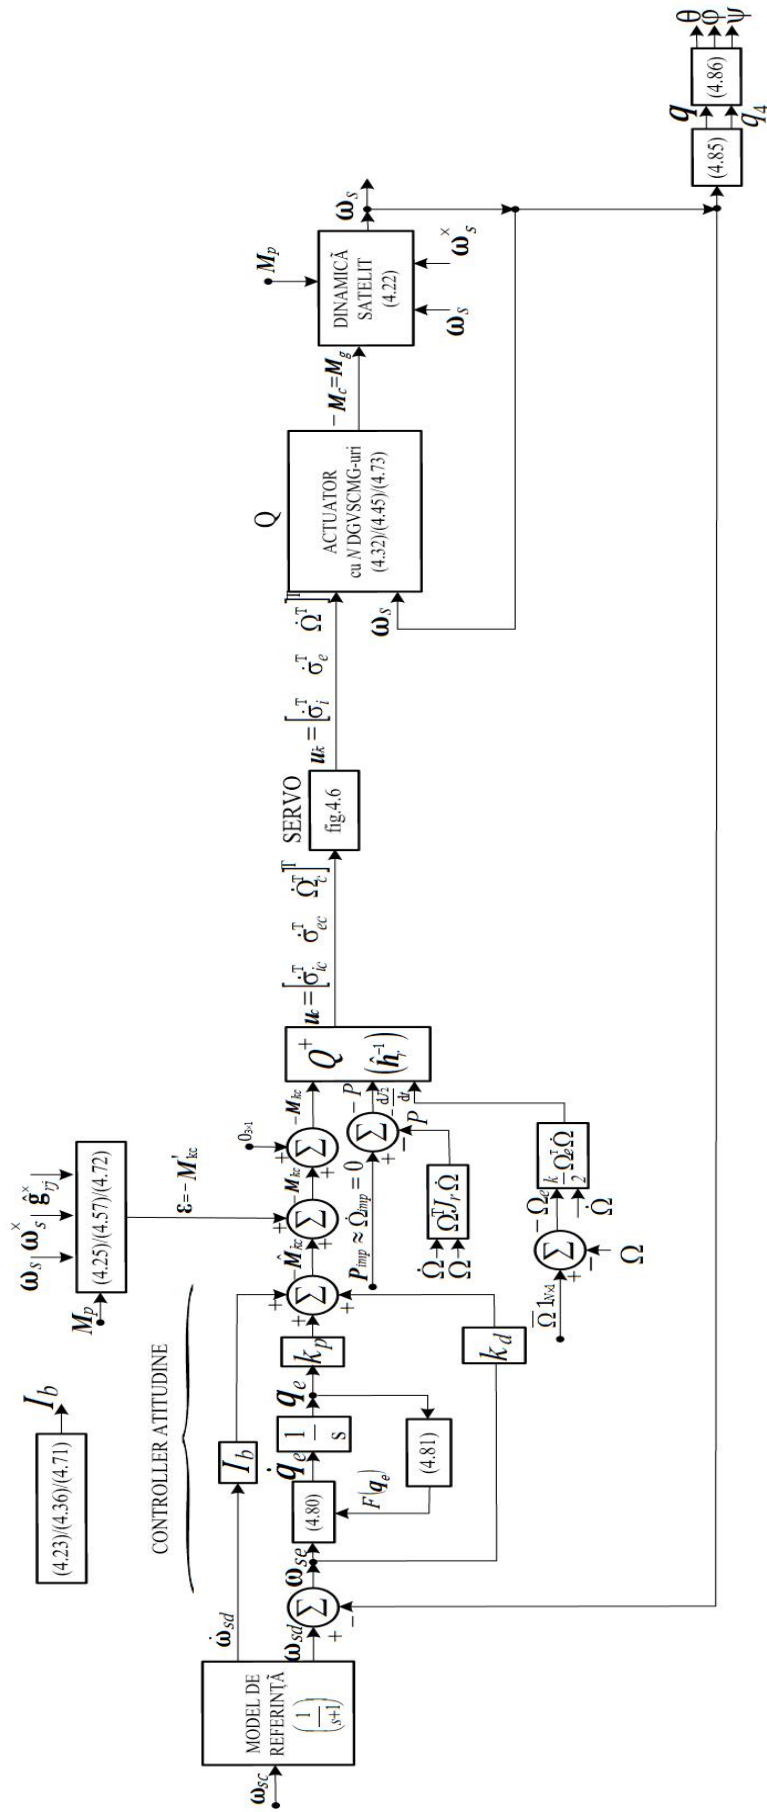 ω_sc
MODEL DE
REFERINȚĂ
(1/(s+1))
ω̇_sd
ω_sd
+
Σ
−
ω_se
(4.23)/(4.36)/(4.71)
I_b
CONTROLLER ATITUDINE
I_b
(4.80)
q̇_e
1/s
q_e
k_p
F(q_e)
(4.81)
k_d
+
+
Σ
+
−M̂_kc
M_p
ω_s
ω_s^×
ĝ_rj^×
(4.25)/(4.57)/(4.72)
ε=−M'_kc
+
Σ
+
−M_kc
0_3×1
+
Σ
+
−M_kc
P_imp ≈ Ω̇_imp = 0
+
Σ
−
−P
P
Ω̇
Ω
Ω^T J_r Ω̇
Ω̄ 1_N×1
+
Σ
−
Ω
−Ω_e
−Ω̇
k/2 Ω_e^T Ω̇
−dJ_2/dt
Q^+
(ĥ_r^-1)
u_c = [σ̇_ic^T σ̇_ec^T Ω̇_c^T]^T
SERVO
fig.4.6
u_k = [σ̇_i^T σ̇_e^T Ω̇^T]^T
Q
ACTUATOR
cu N DGVSCMG-uri
(4.32)/(4.45)/(4.73)
ω_s
−M_c=M_g
M_p
DINAMICĂ
SATELIT
(4.22)
ω_s
ω_s^×
ω_s
(4.85)
q
q_4
(4.86)
θ
φ
ψ